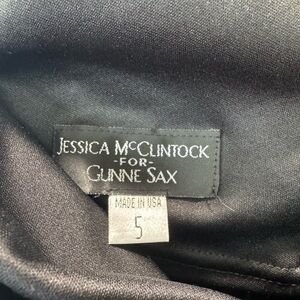 JESSICA MCCLINTOCK
-FOR-
GUNNE SAX
MADE IN USA
5